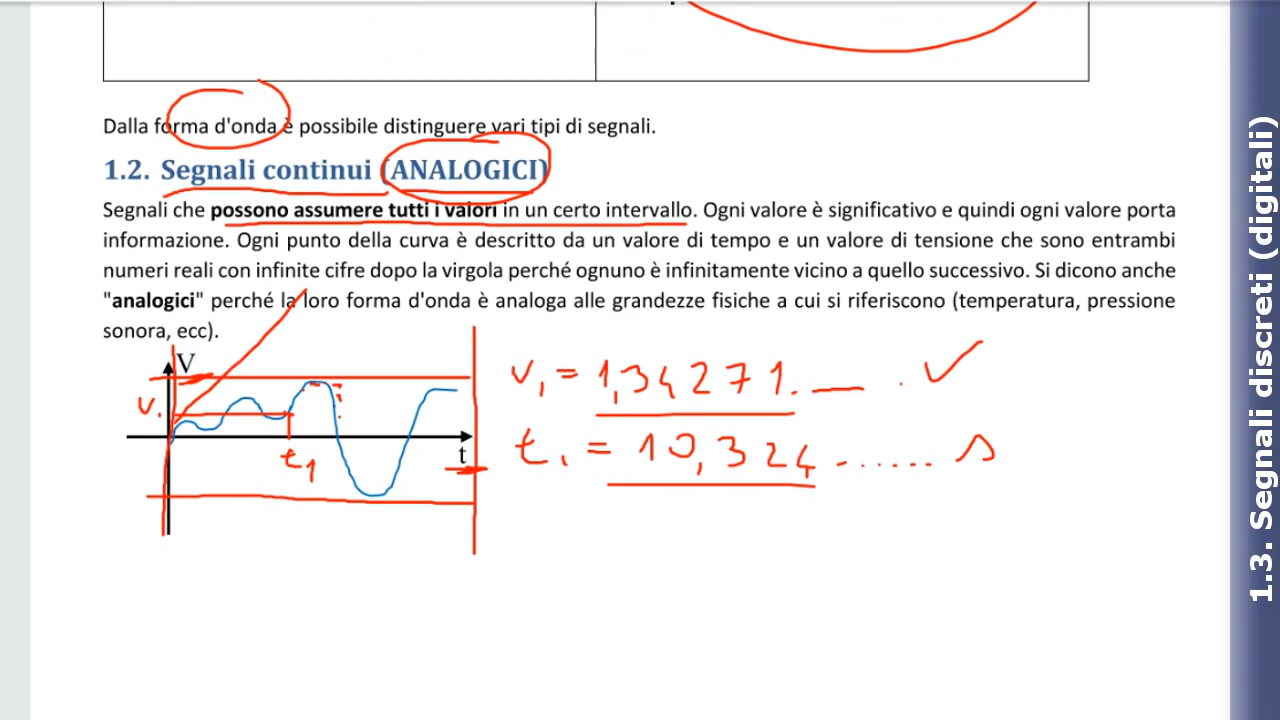 Dalla forma d'onda è possibile distinguere vari tipi di segnali.
1.2. Segnali continui (ANALOGICI)
Segnali che possono assumere tutti i valori in un certo intervallo. Ogni valore è significativo e quindi ogni valore porta
informazione. Ogni punto della curva è descritto da un valore di tempo e un valore di tensione che sono entrambi
numeri reali con infinite cifre dopo la virgola perché ognuno è infinitamente vicino a quello successivo. Si dicono anche
"analogici" perché la loro forma d'onda è analoga alle grandezze fisiche a cui si riferiscono (temperatura, pressione
sonora, ecc).
V
v₁
t
t₁
v₁ = 1,34271...
t₁ = 10,324....... s
1.3. Segnali discreti (digitali)